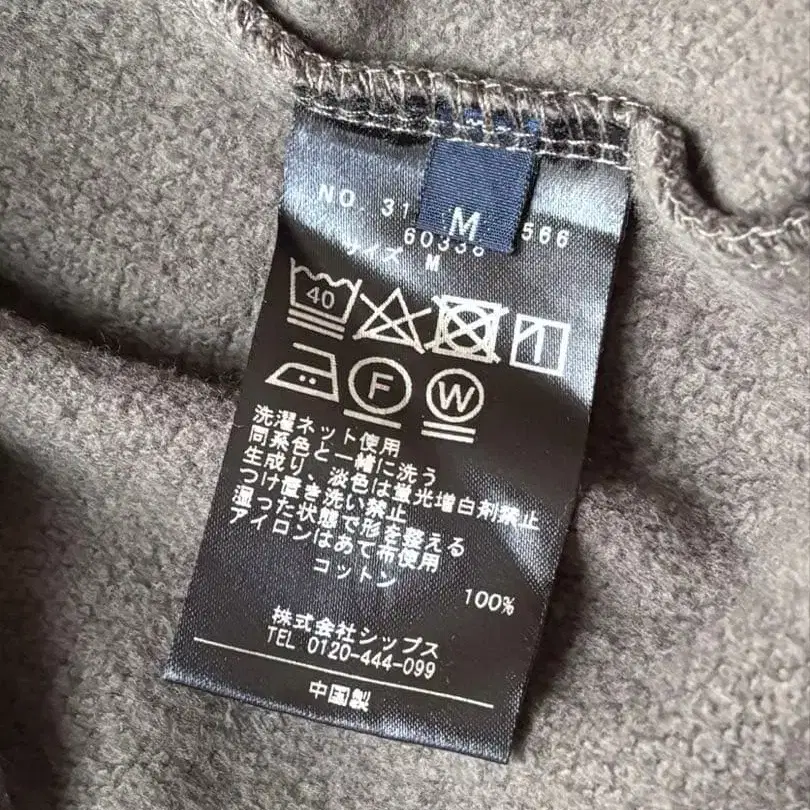 M
NO. 31 566
60338
サイズ M
40
F W
洗濯ネット使用
同系色と一緒に洗う
生成り、淡色は蛍光増白剤禁止
つけ置き洗い禁止
湿った状態で形を整える
アイロンはあて布使用
コットン 100%
株式会社シップス
TEL 0120-444-099
中国製